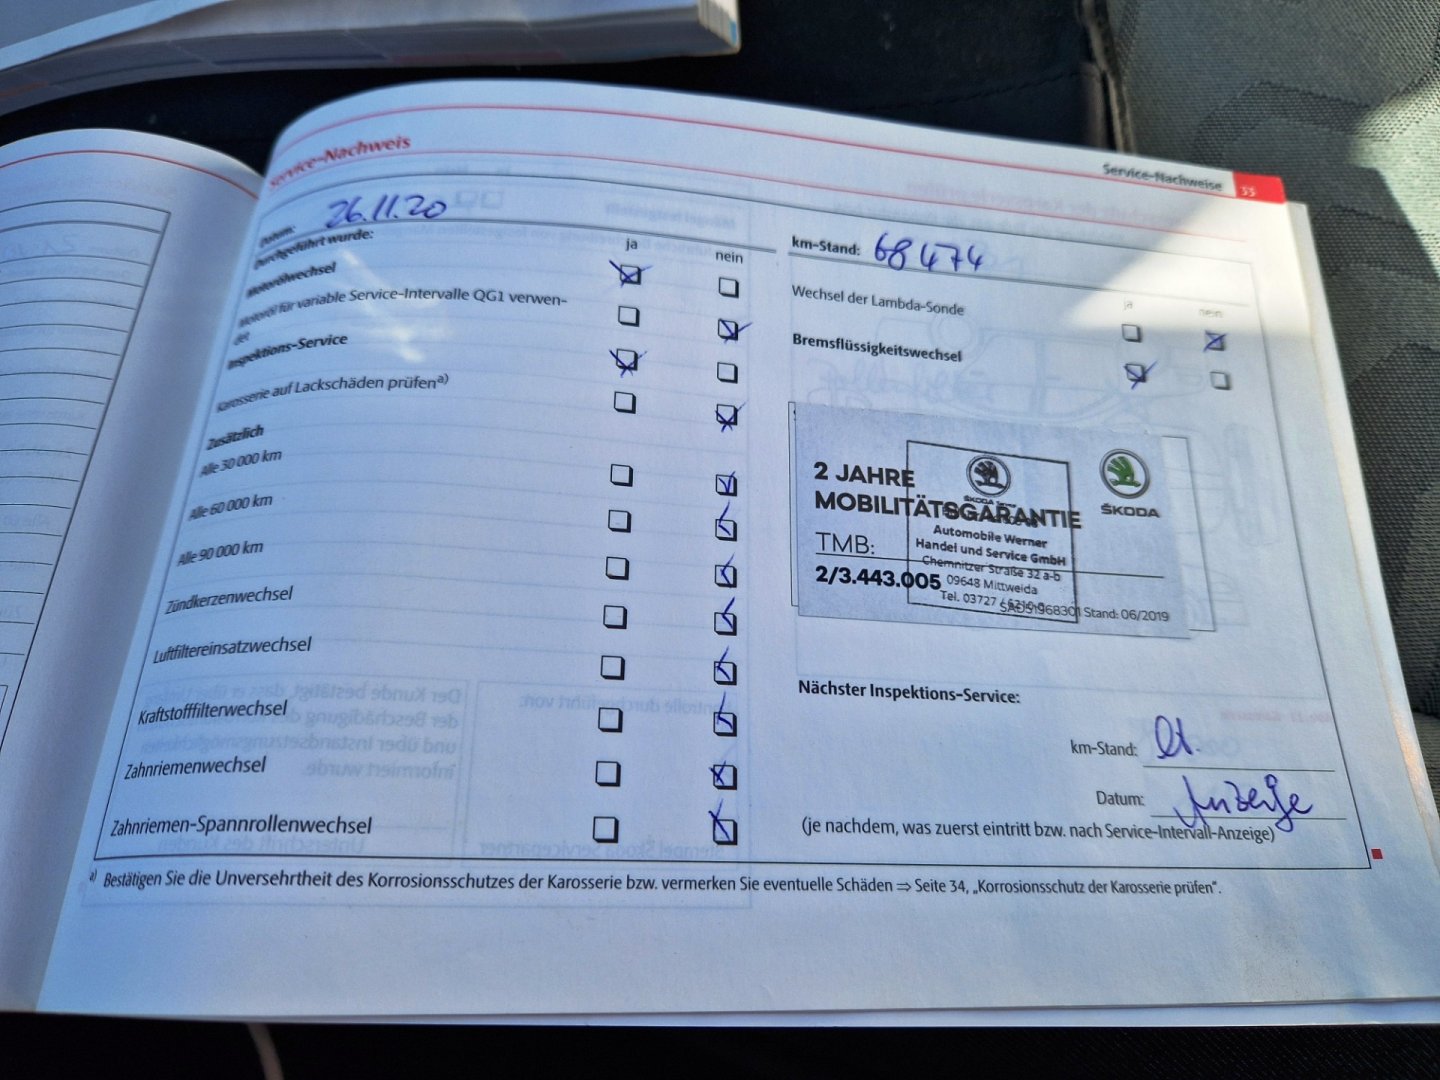 Service-Nachweise 55
Service-Nachweis
Datum: 26.11.20
km-Stand: 68474
Durchgeführt wurde:
ja nein
Motorölwechsel
Motoröl für variable Service-Intervalle QG1 verwen-
det
Inspektions-Service
Karosserie auf Lackschäden prüfen a)
Zusätzlich
Alle 30 000 km
Alle 60 000 km
Alle 90 000 km
Zündkerzenwechsel
Luftfiltereinsatzwechsel
Kraftstofffilterwechsel
Zahnriemenwechsel
Zahnriemen-Spannrollenwechsel
ja nein
Wechsel der Lambda-Sonde
Bremsflüssigkeitswechsel
2 JAHRE
MOBILITÄTSGARANTIE
TMB:
2/3.443.005
ŠKODA
ŠKODA
Automobile Werner
Handel und Service GmbH
Chemnitzer Straße 32 a-b
09648 Mittweida
Tel. 03727
Stand: 06/2019
Nächster Inspektions-Service:
km-Stand: lt.
Datum: Anzeige
(je nachdem, was zuerst eintritt bzw. nach Service-Intervall-Anzeige)
a) Bestätigen Sie die Unversehrtheit des Korrosionsschutzes der Karosserie bzw. vermerken Sie eventuelle Schäden ⇒ Seite 34, „Korrosionsschutz der Karosserie prüfen“.